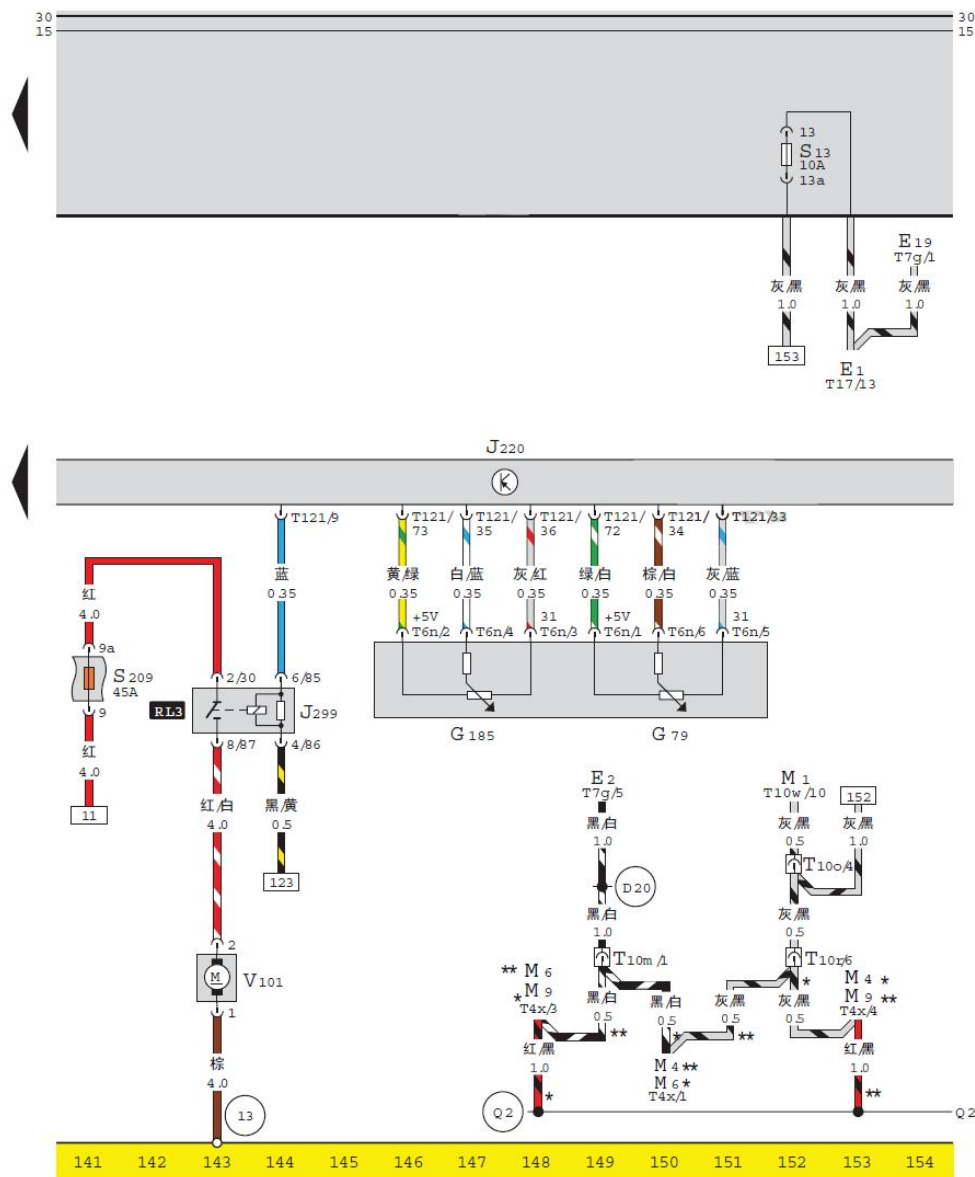 30 30
15 15
13
S13
10A
13a
E19
T7g/1
灰/黑 灰/黑 灰/黑
1.0 1.0 1.0
153
E1
T17/13
J220
T121/9 T121/73 T121/35 T121/36 T121/72 T121/34 T121/33
蓝 黄/绿 白/蓝 灰/红 绿/白 棕/白 灰/蓝
0.35 0.35 0.35 0.35 0.35 0.35 0.35
红
4.0
+5V 31 +5V 31
T6n/2 T6n/4 T6n/3 T6n/1 T6n/6 T6n/5
9a
S209
45A
9
2/30 6/85
RL3
J299
8/87 4/86
G185 G79
红
4.0
11
红/白 黑/黄
4.0 0.5
123
E2
T7g/5
黑/白
1.0
D20
黑/白
1.0
T10m/1
M1
T10w/10
152
灰/黑 灰/黑
0.5 1.0
T10o/4
灰/黑
0.5
T10r/6
2
M
V101
1
棕
4.0
13
** M6
* M9
T4x/3
黑/白 黑/白 灰/黑 灰/黑
0.5 0.5 0.5 0.5
** * ** *
M4 *
M9 **
T4x/4
红/黑
1.0
*
M4 **
M6 *
T4x/1
红/黑
1.0
**
Q2 Q2
141 142 143 144 145 146 147 148 149 150 151 152 153 154